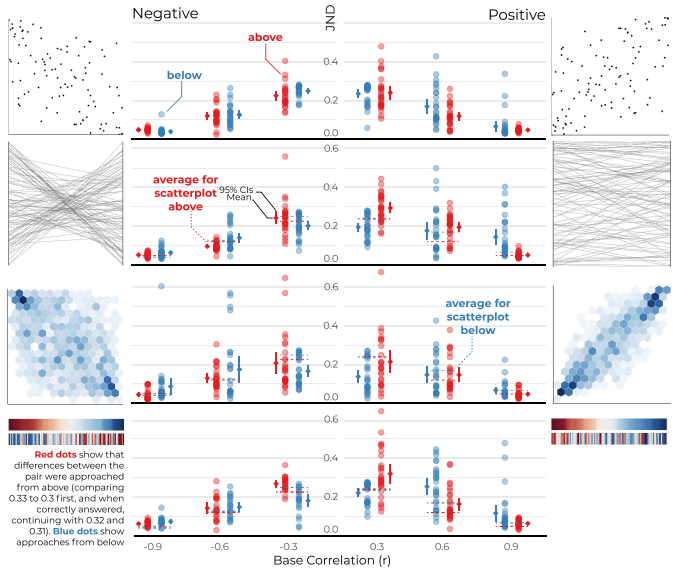 Negative
JND
Positive
above
below
0.6
0.4
0.2
0.0
average for
scatterplot
above
95% CIs
Mean
0.6
0.4
0.2
0.0
average for
scatterplot
below
0.6
0.4
0.2
0.0
Red dots show that
differences between the
pair were approached
from above (comparing
0.33 to 0.3 first, and when
correctly answered,
continuing with 0.32 and
0.31). Blue dots show
approaches from below
0.6
0.4
0.2
0.0
-0.9 -0.6 -0.3 0.3 0.6 0.9
Base Correlation (r)